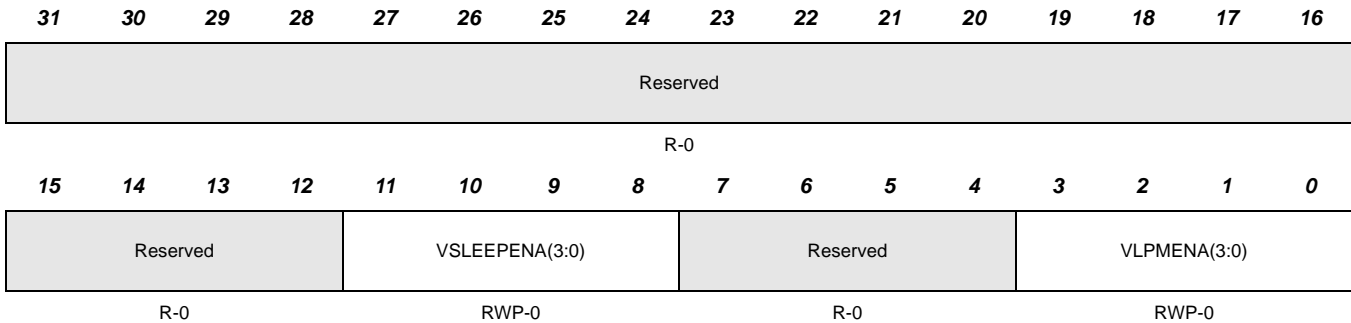 31 30 29 28 27 26 25 24 23 22 21 20 19 18 17 16
Reserved
R-0
15 14 13 12 11 10 9 8 7 6 5 4 3 2 1 0
Reserved VSLEEPENA(3:0) Reserved VLPMENA(3:0)
R-0 RWP-0 R-0 RWP-0